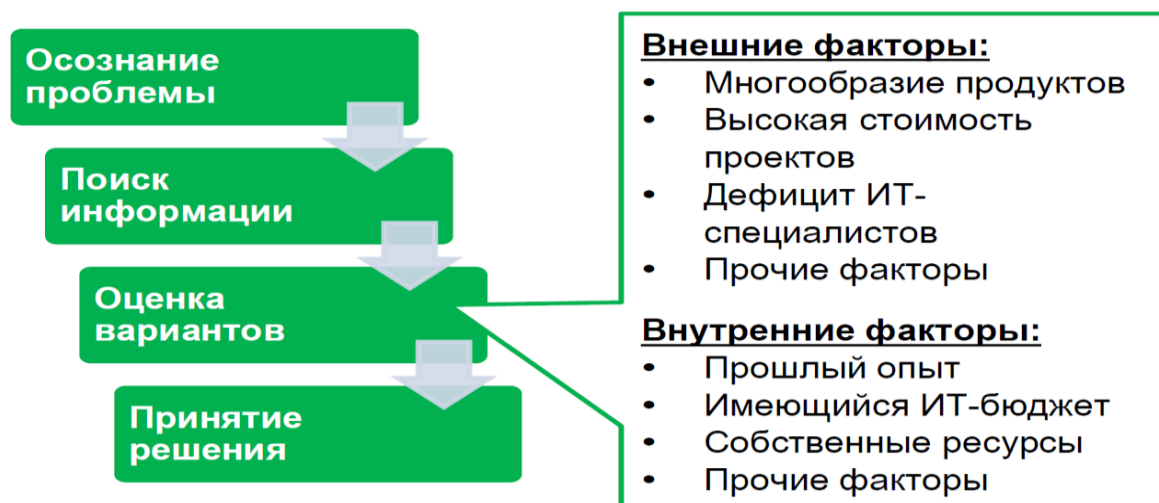 Осознание
проблемы
Поиск
информации
Оценка
вариантов
Принятие
решения
Внешние факторы:
• Многообразие продуктов
• Высокая стоимость
проектов
• Дефицит ИТ-
специалистов
• Прочие факторы
Внутренние факторы:
• Прошлый опыт
• Имеющийся ИТ-бюджет
• Собственные ресурсы
• Прочие факторы